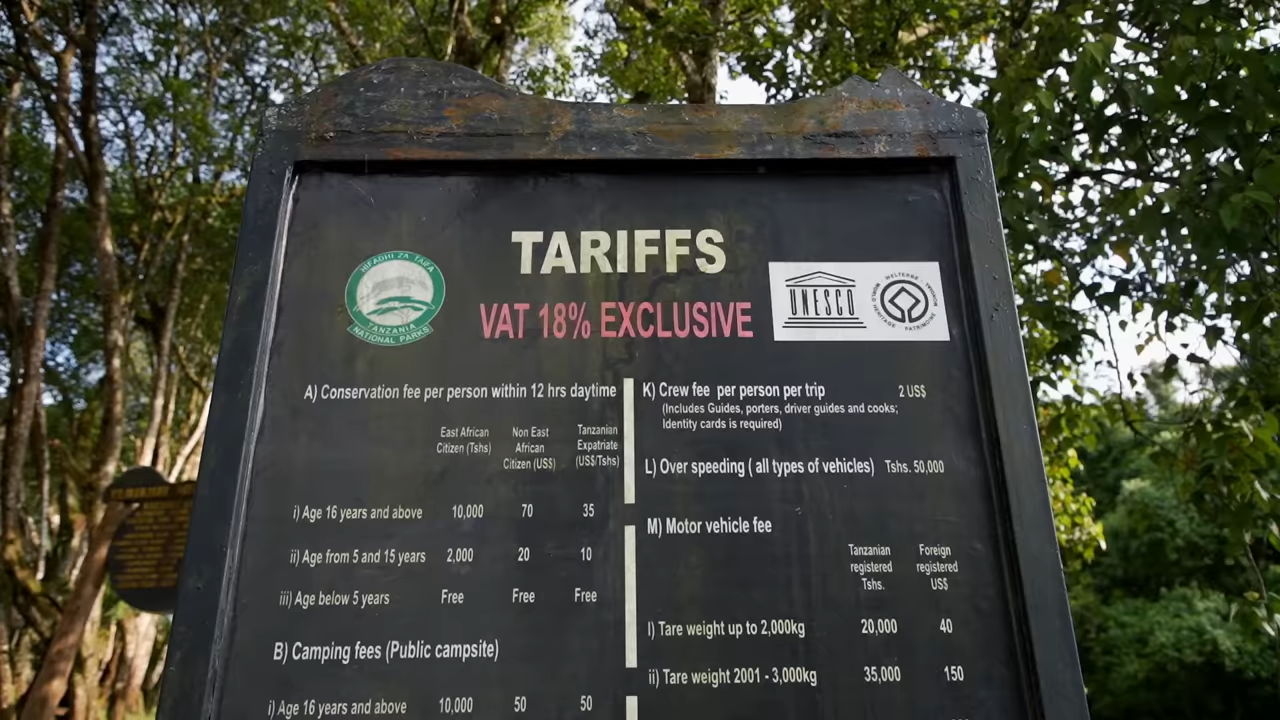 TARIFFS
VAT 18% EXCLUSIVE
HIFADHI ZA TAIFA
TANZANIA
NATIONAL PARKS
UNESCO
WORLD HERITAGE PATRIMOINE MONDIAL
A) Conservation fee per person within 12 hrs daytime
East African Citizen (Tshs) Non East African Citizen (US$) Tanzanian Expatriate (US$/Tshs)
i) Age 16 years and above 10,000 70 35
ii) Age from 5 and 15 years 2,000 20 10
iii) Age below 5 years Free Free Free
B) Camping fees (Public campsite)
i) Age 16 years and above 10,000 50 50
K) Crew fee per person per trip 2 US$
(Includes Guides, porters, driver guides and cooks;
Identity cards is required)
L) Over speeding ( all types of vehicles) Tshs. 50,000
M) Motor vehicle fee
Tanzanian registered Tshs. Foreign registered US$
I) Tare weight up to 2,000kg 20,000 40
ii) Tare weight 2001 - 3,000kg 35,000 150